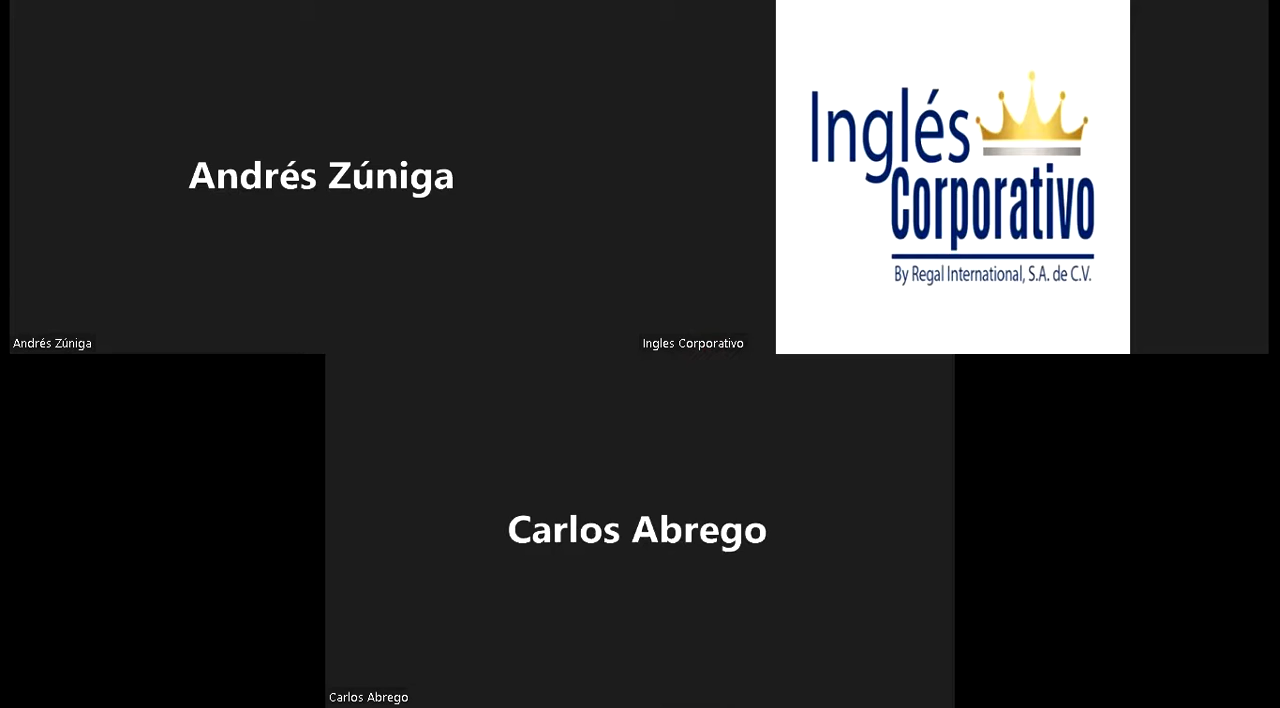 Andrés Zúniga
Andrés Zúniga
Inglés
Corporativo
By Regal International, S.A. de C.V.
Ingles Corporativo
Carlos Abrego
Carlos Abrego